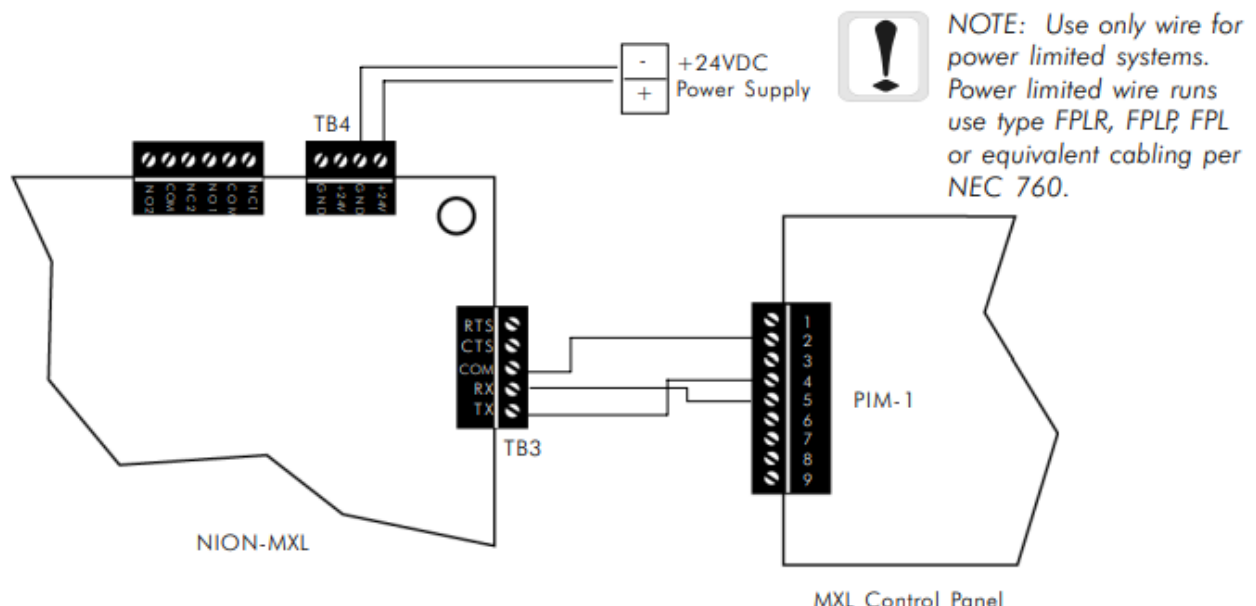 NOTE: Use only wire for
power limited systems.
Power limited wire runs
use type FPLR, FPLP, FPL
or equivalent cabling per
NEC 760.
-
+24VDC
+
Power Supply
TB4
NO2
COM
NC2
NO1
COM
NC1
GND
+24V
GND
+24V
RTS
CTS
COM
RX
TX
TB3
1
2
3
4
5
6
7
8
9
PIM-1
NION-MXL
MXL Control Panel